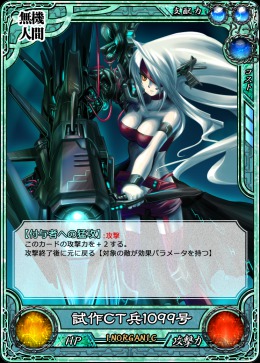 無機
人間
支配力
コスト
【付与者への猛攻】:攻撃
このカードの攻撃力を+2する。
攻撃終了後に元に戻る【対象の敵が効果パラメータを持つ】
試作CT兵1099号
HP
INORGANIC
攻撃力